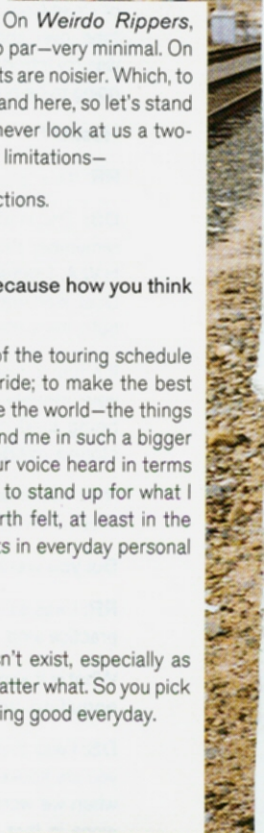 On Weirdo Rippers,
par—very minimal. On
ts are noisier. Which, to
and here, so let's stand
never look at us a two-
limitations—
ctions.
ecause how you think
of the touring schedule
ride; to make the best
e the world—the things
nd me in such a bigger
ur voice heard in terms
to stand up for what I
rth felt, at least in the
ts in everyday personal
n't exist, especially as
atter what. So you pick
ing good everyday.